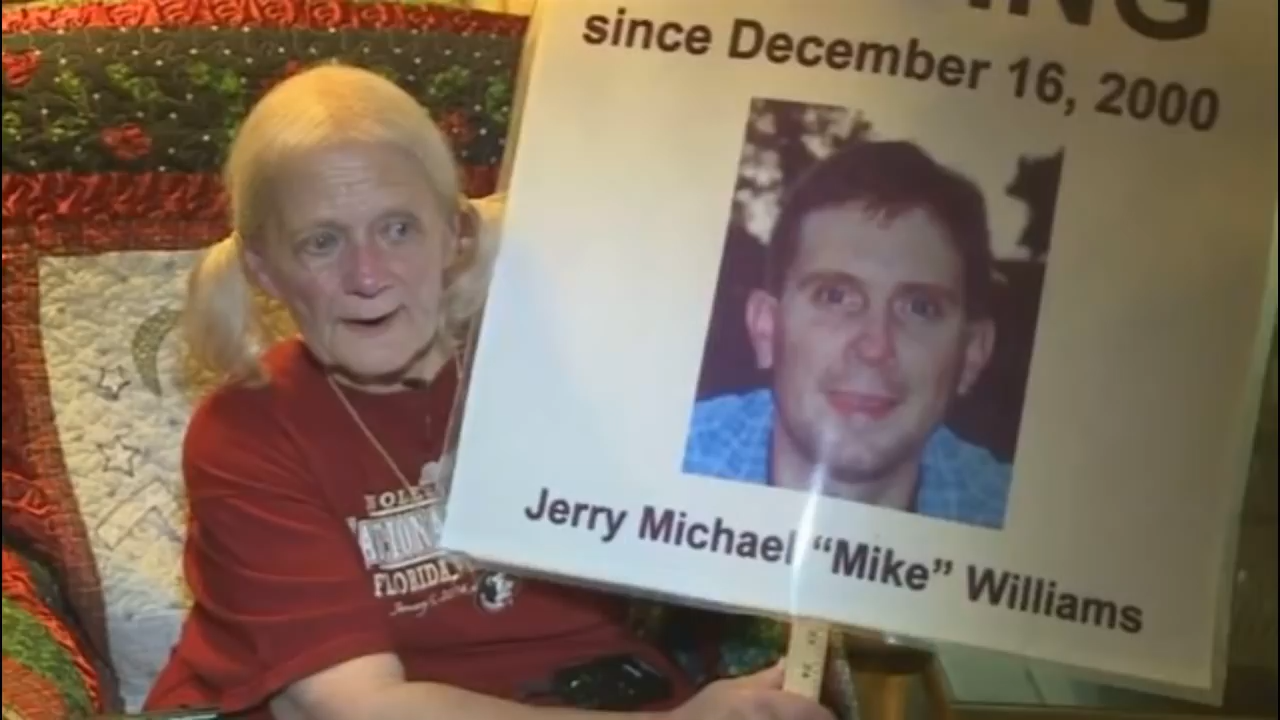 since December 16, 2000
Jerry Michael “Mike” Williams
FLORIDA